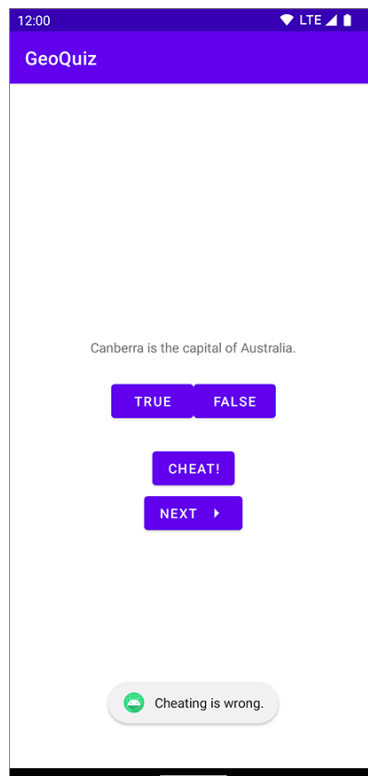 12:00 LTE
GeoQuiz
Canberra is the capital of Australia.
TRUE FALSE
CHEAT!
NEXT
Cheating is wrong.